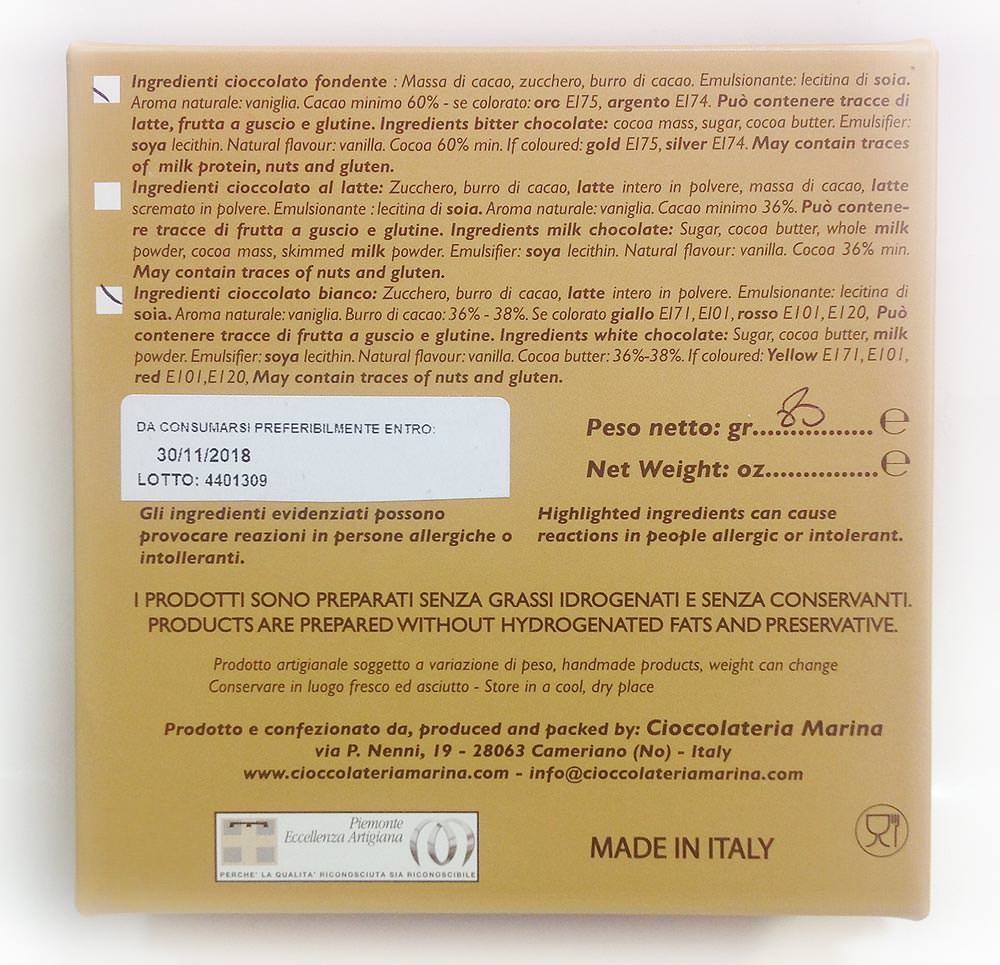 Ingredienti cioccolato fondente : Massa di cacao, zucchero, burro di cacao. Emulsionante: lecitina di soia.
Aroma naturale: vaniglia. Cacao minimo 60% - se colorato: oro E175, argento E174. Può contenere tracce di
latte, frutta a guscio e glutine. Ingredients bitter chocolate: cocoa mass, sugar, cocoa butter. Emulsifier:
soya lecithin. Natural flavour: vanilla. Cocoa 60% min. If coloured: gold E175, silver E174. May contain traces
of milk protein, nuts and gluten.
Ingredienti cioccolato al latte: Zucchero, burro di cacao, latte intero in polvere, massa di cacao, latte
scremato in polvere. Emulsionante : lecitina di soia. Aroma naturale: vaniglia. Cacao minimo 36%. Può contene-
re tracce di frutta a guscio e glutine. Ingredients milk chocolate: Sugar, cocoa butter, whole milk
powder, cocoa mass, skimmed milk powder. Emulsifier: soya lecithin. Natural flavour: vanilla. Cocoa 36% min.
May contain traces of nuts and gluten.
Ingredienti cioccolato bianco: Zucchero, burro di cacao, latte intero in polvere. Emulsionante: lecitina di
soia. Aroma naturale: vaniglia. Burro di cacao: 36% - 38%. Se colorato giallo E171, E101, rosso E101, E120, Può
contenere tracce di frutta a guscio e glutine. Ingredients white chocolate: Sugar, cocoa butter, milk
powder. Emulsifier: soya lecithin. Natural flavour: vanilla. Cocoa butter: 36%-38%. If coloured: Yellow E171, E101,
red E101,E120, May contain traces of nuts and gluten.
DA CONSUMARSI PREFERIBILMENTE ENTRO:
30/11/2018
LOTTO: 4401309
Peso netto: gr.................. ℮
Net Weight: oz................ ℮
Gli ingredienti evidenziati possono
provocare reazioni in persone allergiche o
intolleranti.
Highlighted ingredients can cause
reactions in people allergic or intolerant.
I PRODOTTI SONO PREPARATI SENZA GRASSI IDROGENATI E SENZA CONSERVANTI.
PRODUCTS ARE PREPARED WITHOUT HYDROGENATED FATS AND PRESERVATIVE.
Prodotto artigianale soggetto a variazione di peso, handmade products, weight can change
Conservare in luogo fresco ed asciutto - Store in a cool, dry place
Prodotto e confezionato da, produced and packed by: Cioccolateria Marina
via P. Nenni, 19 - 28063 Cameriano (No) - Italy
www.cioccolateriamarina.com - info@cioccolateriamarina.com
Piemonte
Eccellenza Artigiana
PERCHE' LA QUALITA' RICONOSCIUTA SIA RICONOSCIBILE
MADE IN ITALY